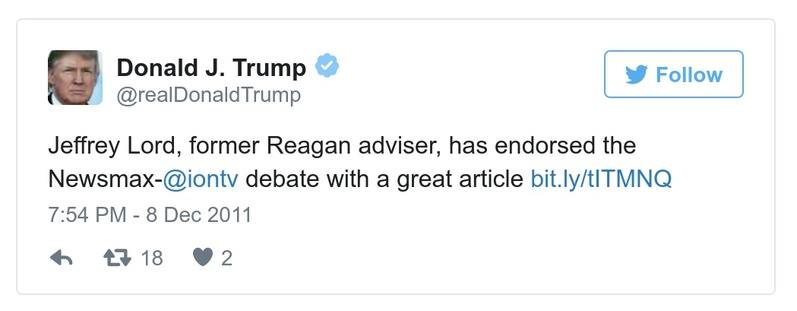 Donald J. Trump
@realDonaldTrump
Follow
Jeffrey Lord, former Reagan adviser, has endorsed the
Newsmax-@iontv debate with a great article bit.ly/tITMNQ
7:54 PM - 8 Dec 2011
18 2